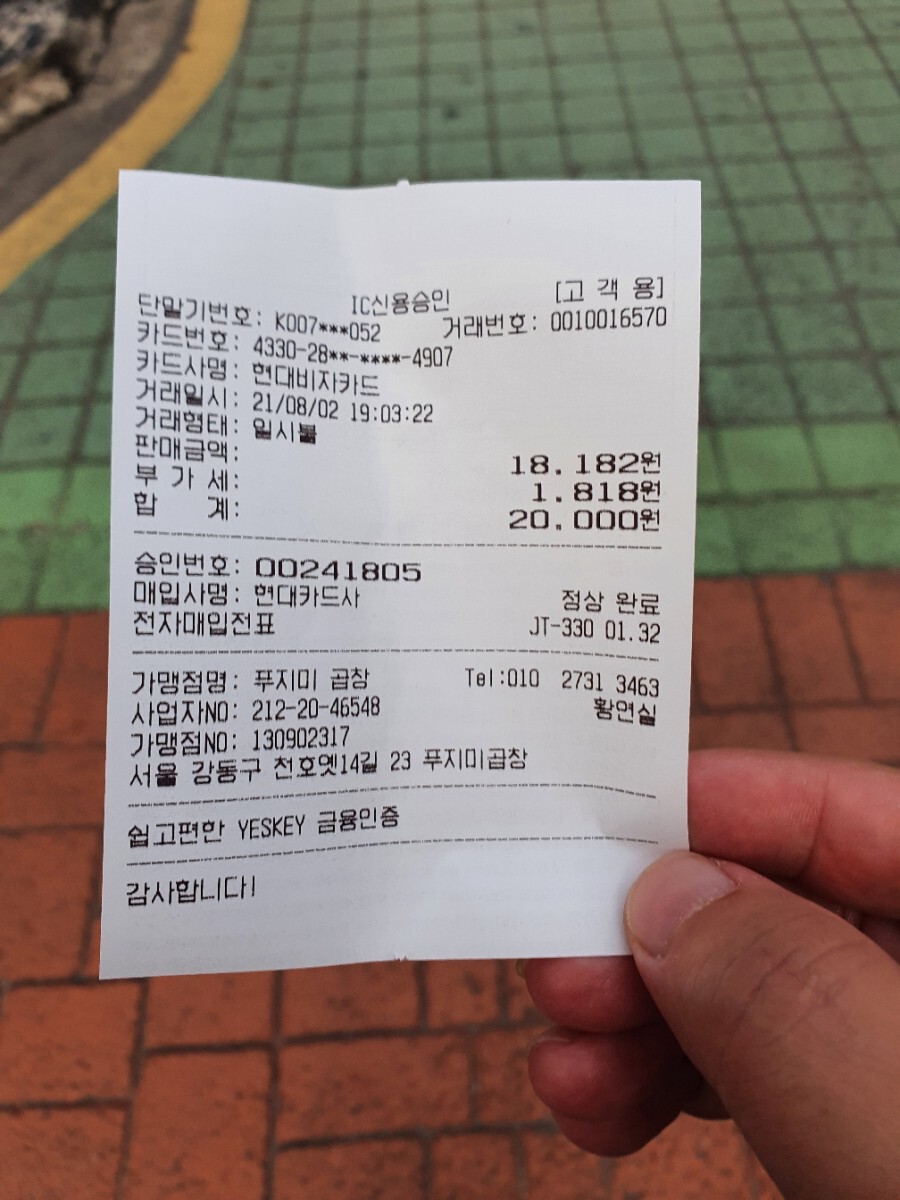 IC신용승인 [고 객 용]
단말기번호: K007***052 거래번호: 0010016570
카드번호: 4330-28**-****-4907
카드사명: 현대비자카드
거래일시: 21/08/02 19:03:22
거래형태: 일시불
판매금액: 18.182원
부 가 세: 1.818원
합 계: 20.000원
승인번호: 00241805
매입사명: 현대카드사 정상 완료
전자매입전표 JT-330 01.32
가맹점명: 푸지미 곱창 Tel:010 2731 3463
사업자NO: 212-20-46548 황연실
가맹점NO: 130902317
서울 강동구 천호옛14길 23 푸지미곱창
쉽고편한 YESKEY 금융인증
감사합니다!